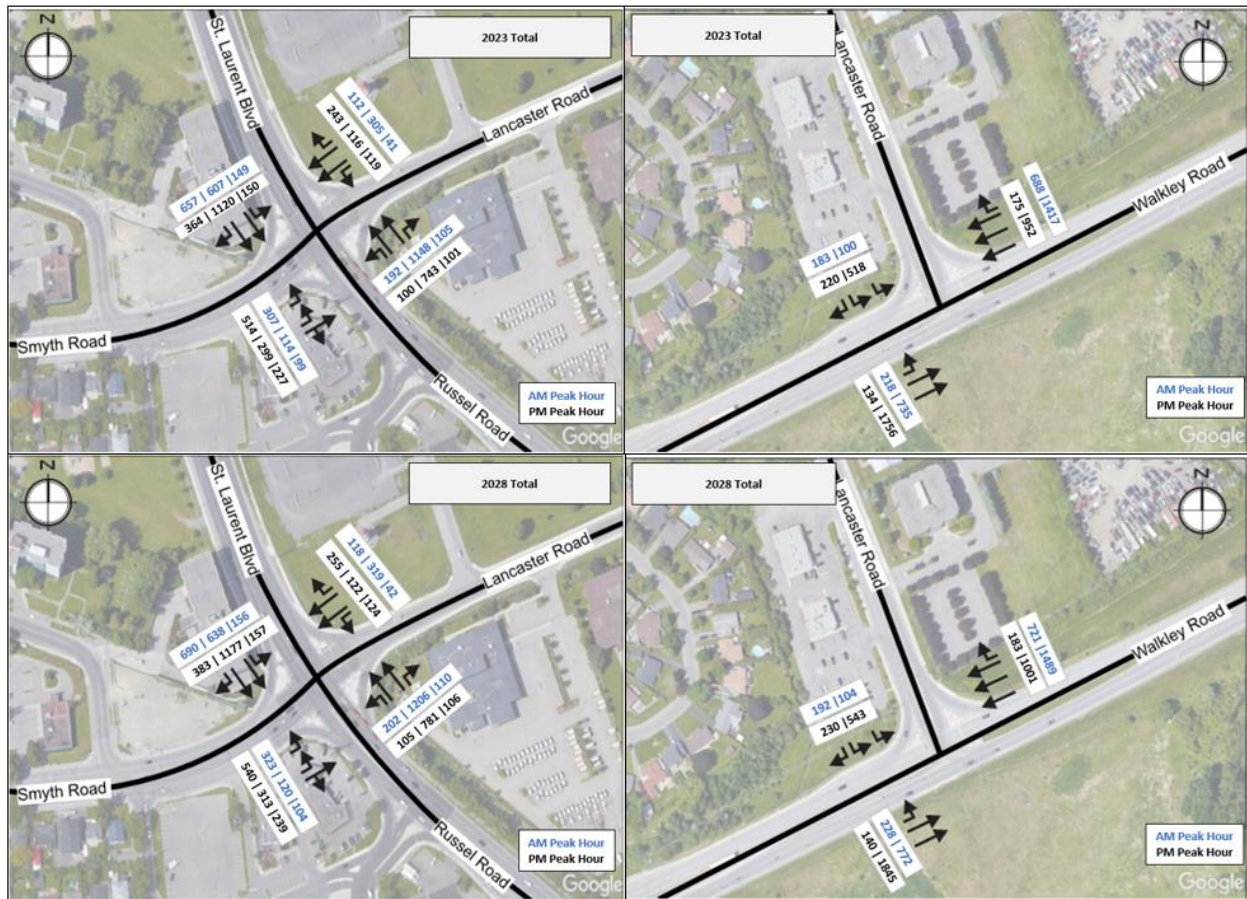 2023 Total
Z
St. Laurent Blvd
112 | 305 |41
243 | 116 |119
Lancaster Road
657 | 607 |149
364 | 1120 |150
192 | 1148 |105
100 | 743 |101
307 | 114 |99
514 | 299 |227
Smyth Road
Russel Road
AM Peak Hour
PM Peak Hour
Google
2023 Total
Z
Lancaster Road
688 |1417
175 |952
Walkley Road
183 |100
220 |518
218 | 735
134 |1756
AM Peak Hour
PM Peak Hour
Google
2028 Total
Z
St. Laurent Blvd
118 | 319 |42
255 | 122 |124
Lancaster Road
690 | 638 |156
383 | 1177 |157
202 | 1206 |110
105 | 781 |106
323 | 120 |104
540 | 313 |239
Smyth Road
Russel Road
AM Peak Hour
PM Peak Hour
Google
2028 Total
Z
Lancaster Road
721 |1489
183 |1001
Walkley Road
192 |104
230 |543
228 | 772
140 |1845
AM Peak Hour
PM Peak Hour
Google